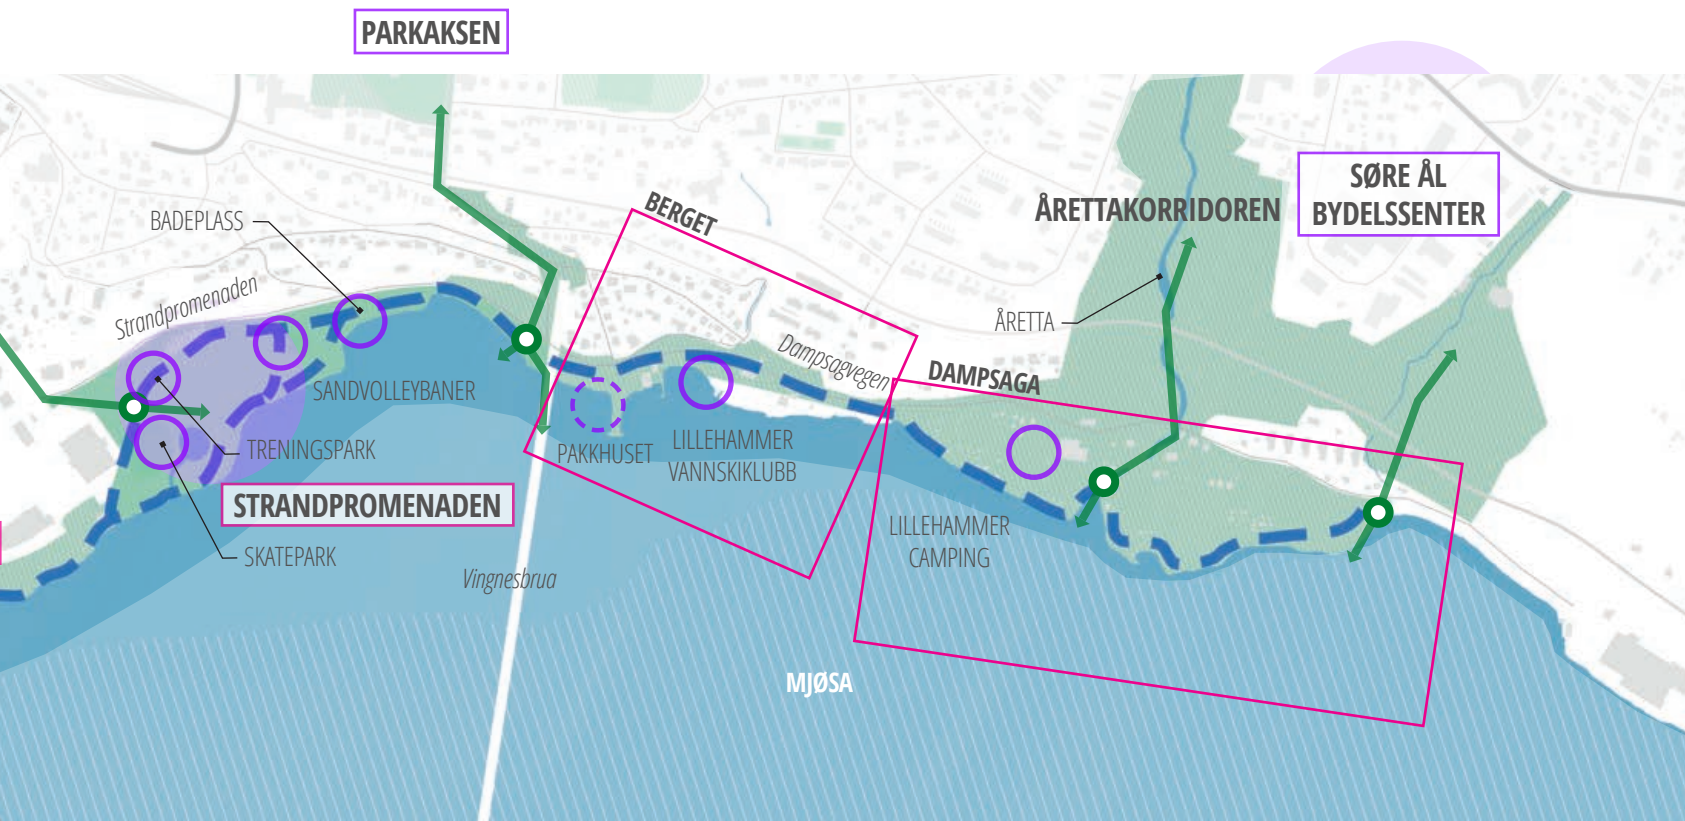 PARKAKSEN
SØRE ÅL
BYDELSSENTER
BERGET
ÅRETTAKORRIDOREN
BADEPLASS
Strandpromenaden
ÅRETTA
Dampsagvegen
DAMPSAGA
SANDVOLLEYBANER
TRENINGSPARK
PAKKHUSET
LILLEHAMMER
VANNSKIKLUBB
STRANDPROMENADEN
LILLEHAMMER
CAMPING
SKATEPARK
Vingnesbrua
MJØSA